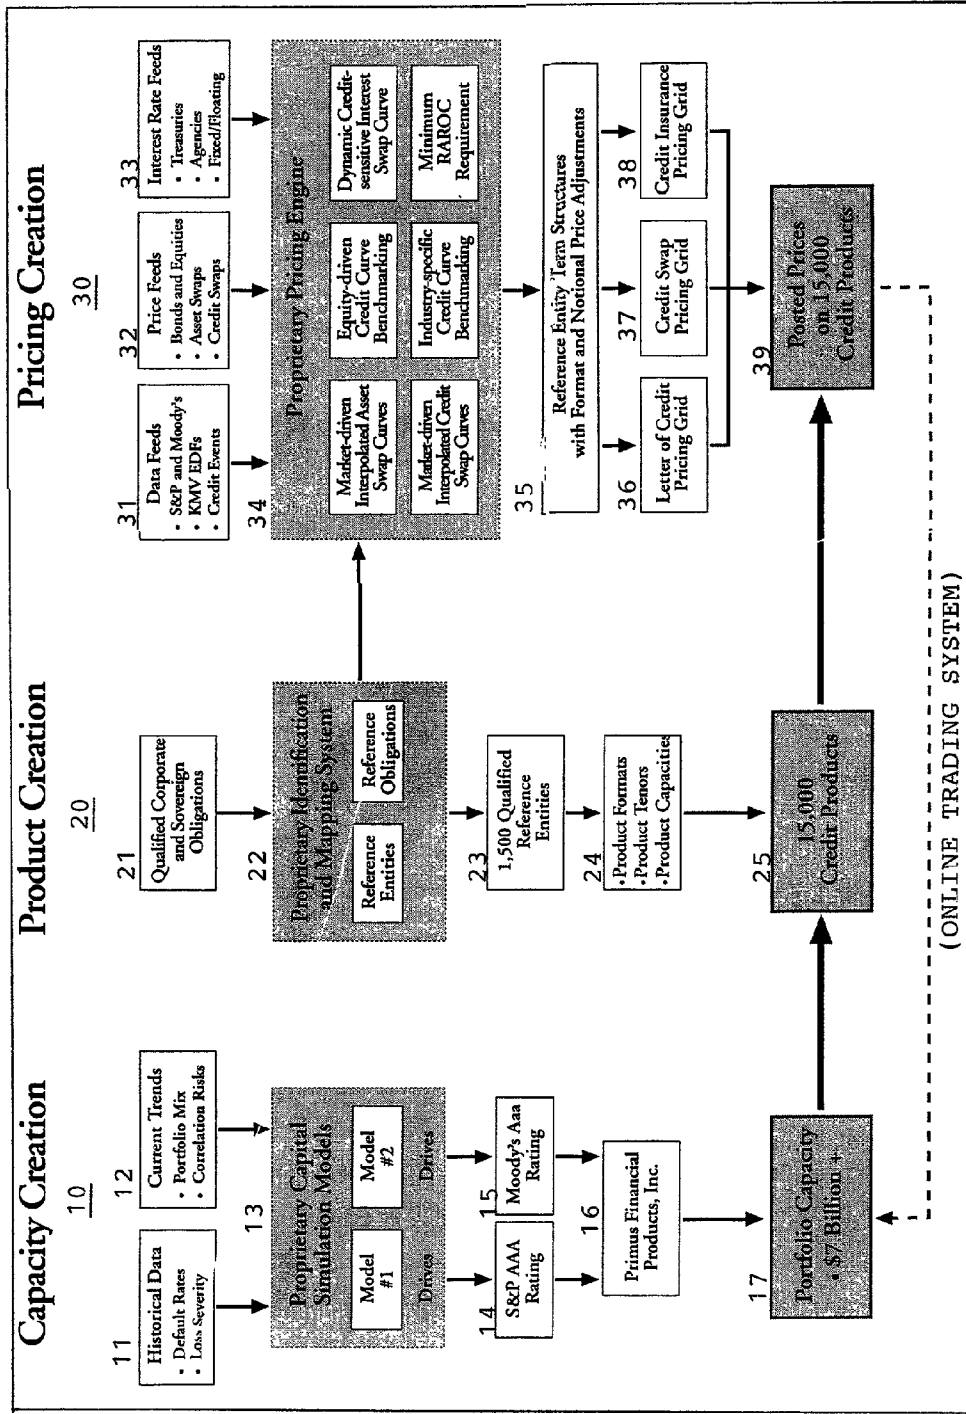 Capacity Creation
10
11
Historical Data
• Default Rates
• Loss Severity
12
Current Trends
• Portfolio Mix
• Correlation Risks
13
Proprietary Capital
Simulation Models
Model
#1
Model
#2
Drives
Drives
14
S&P AAA
Rating
15
Moody's Aaa
Rating
16
Primus Financial
Products, Inc.
17
Portfolio Capacity
• $7 Billion +
Product Creation
20
21
Qualified Corporate
and Sovereign
Obligations
22
Proprietary Identification
and Mapping System
Reference
Entities
Reference
Obligations
23
1,500 Qualified
Reference
Entities
24
• Product Formats
• Product Tenors
• Product Capacities
25
15,000
Credit Products
Pricing Creation
30
31
Data Feeds
• S&P and Moody's
• KMV EDFs
• Credit Events
32
Price Feeds
• Bonds and Equities
• Asset Swaps
• Credit Swaps
33
Interest Rate Feeds
• Treasuries
• Agencies
• Fixed/Floating
34
Proprietary Pricing Engine
Market-driven
Interpolated Asset
Swap Curves
Equity-driven
Credit Curve
Benchmarking
Dynamic Credit-
sensitive Interest
Swap Curve
Market-driven
Interpolated Credit
Swap Curves
Industry-specific
Credit Curve
Benchmarking
Minimum
RAROC
Requirement
35
Reference Entity Term Structures
with Format and Notional Price Adjustments
36
Letter of Credit
Pricing Grid
37
Credit Swap
Pricing Grid
38
Credit Insurance
Pricing Grid
39
Posted Prices
on 15,000
Credit Products
(ONLINE TRADING SYSTEM)